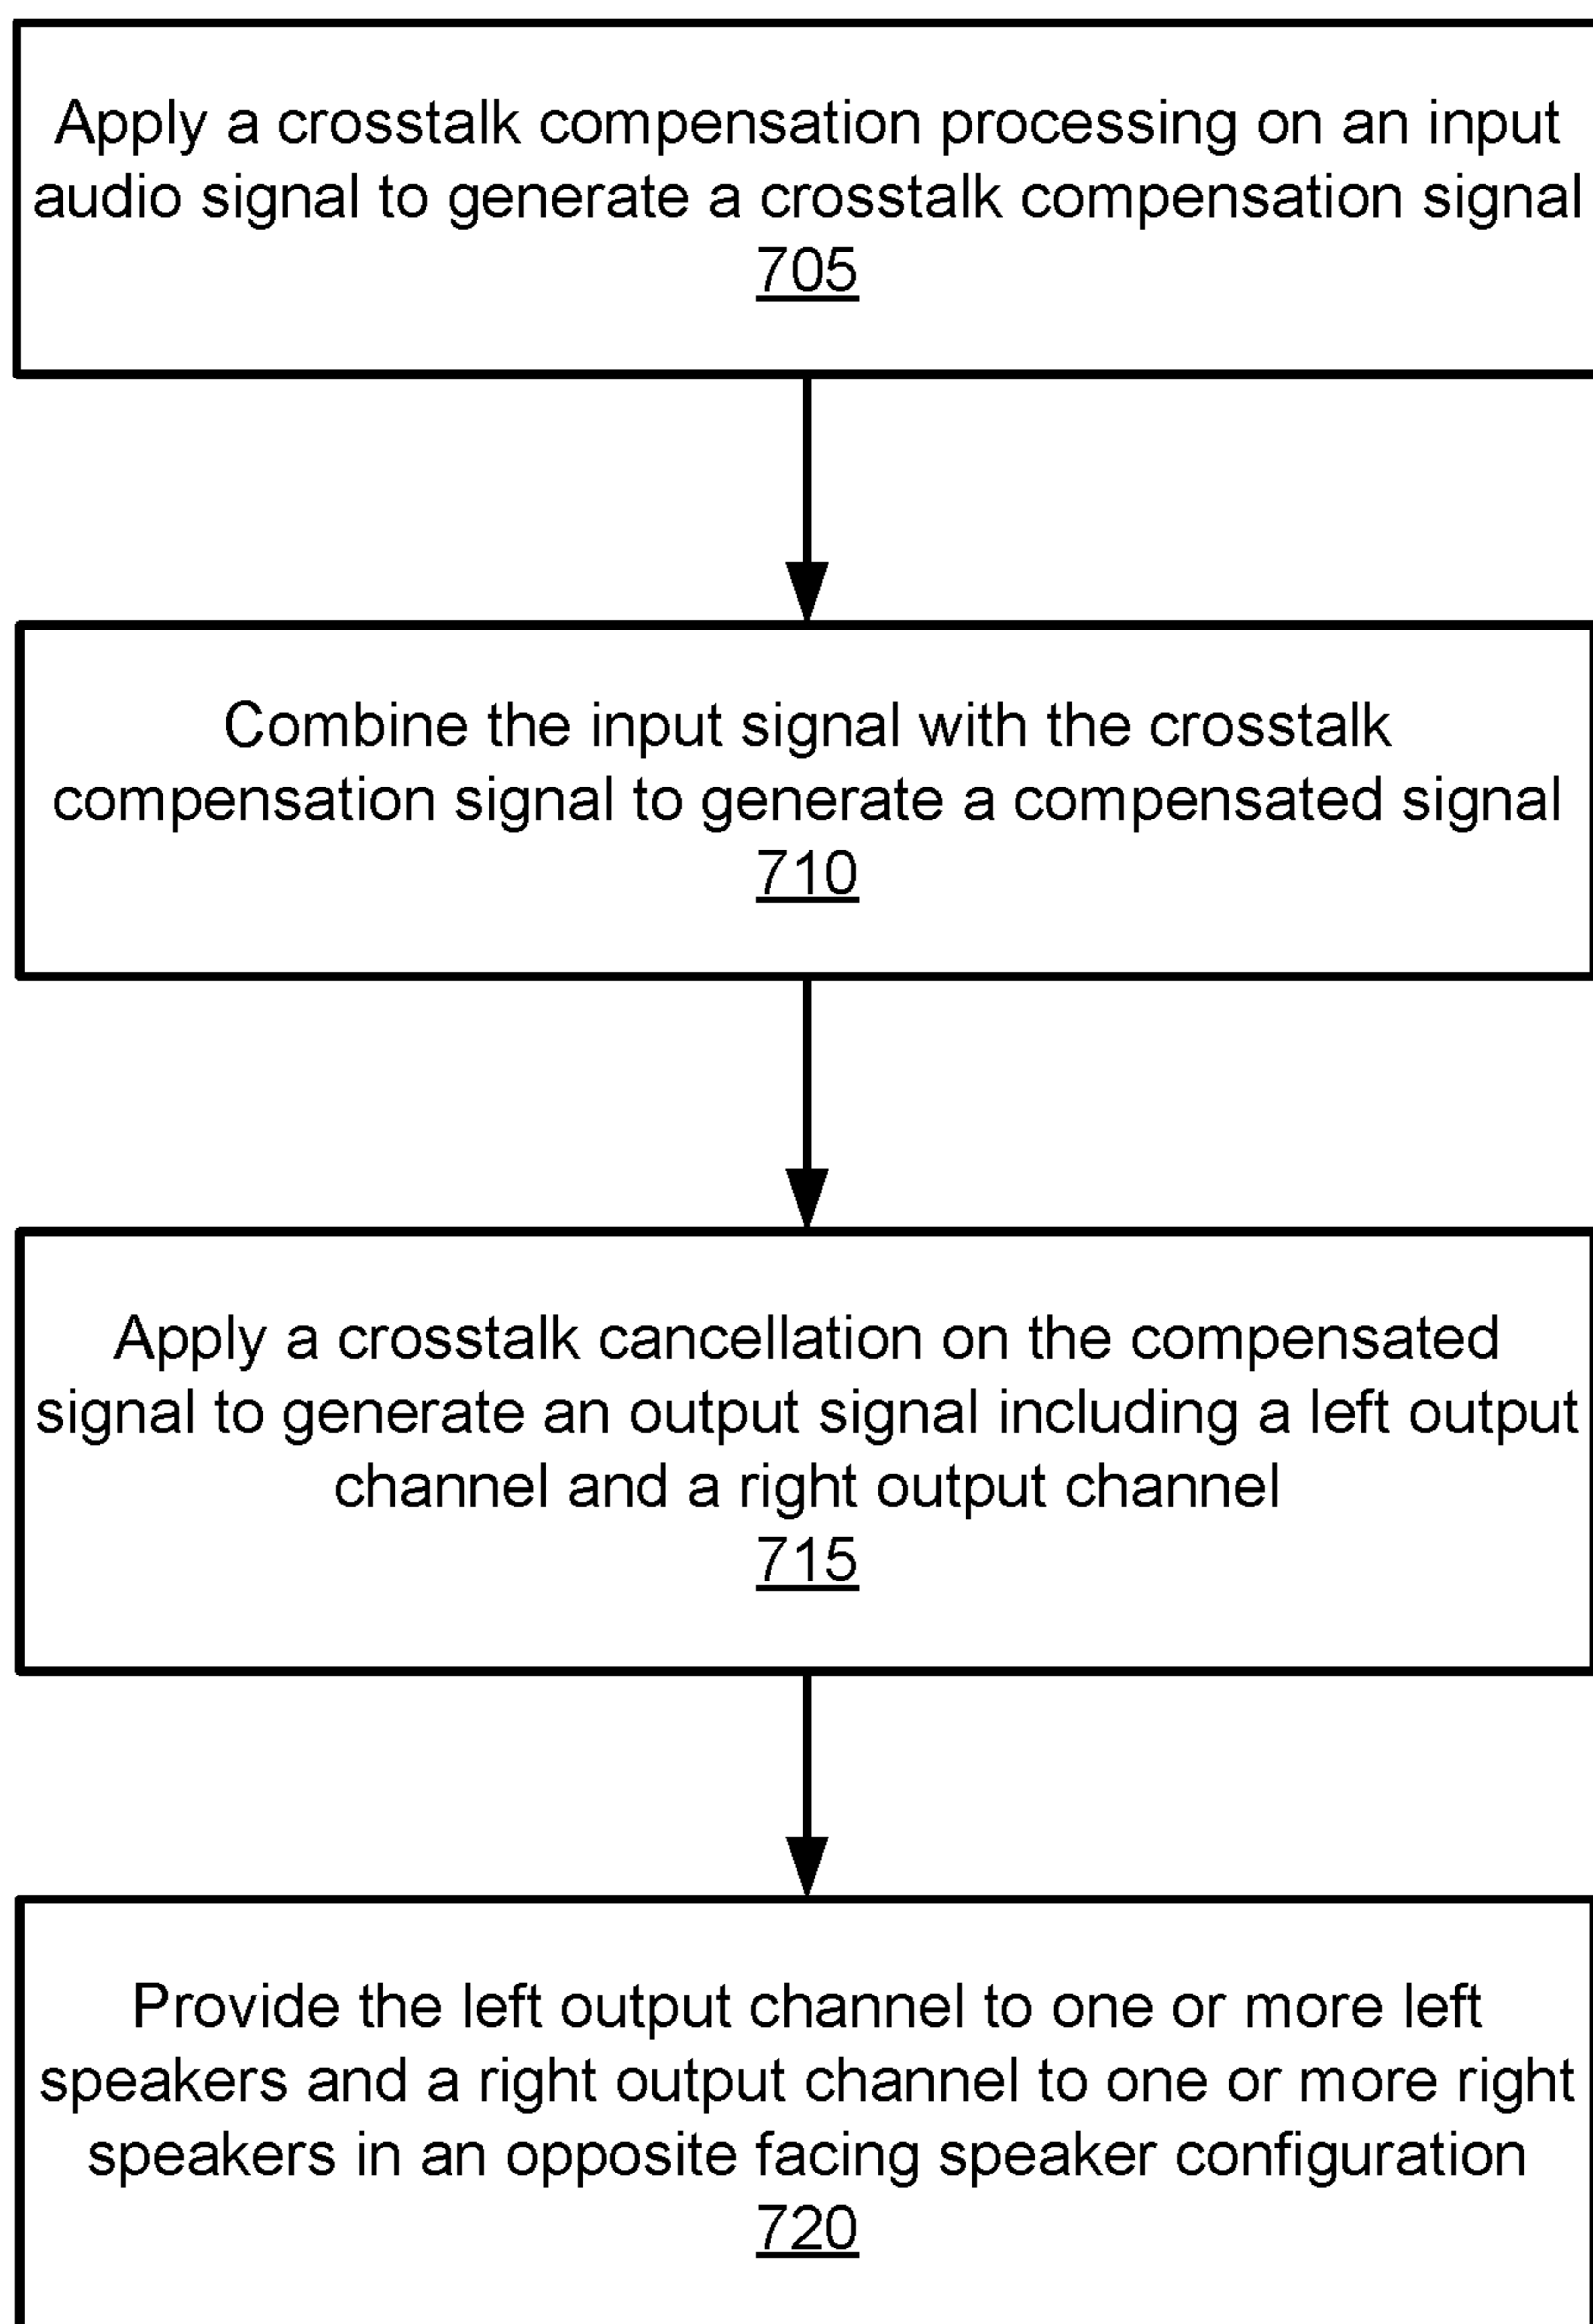 Apply a crosstalk compensation processing on an input
audio signal to generate a crosstalk compensation signal
705
Combine the input signal with the crosstalk
compensation signal to generate a compensated signal
710
Apply a crosstalk cancellation on the compensated
signal to generate an output signal including a left output
channel and a right output channel
715
Provide the left output channel to one or more left
speakers and a right output channel to one or more right
speakers in an opposite facing speaker configuration
720